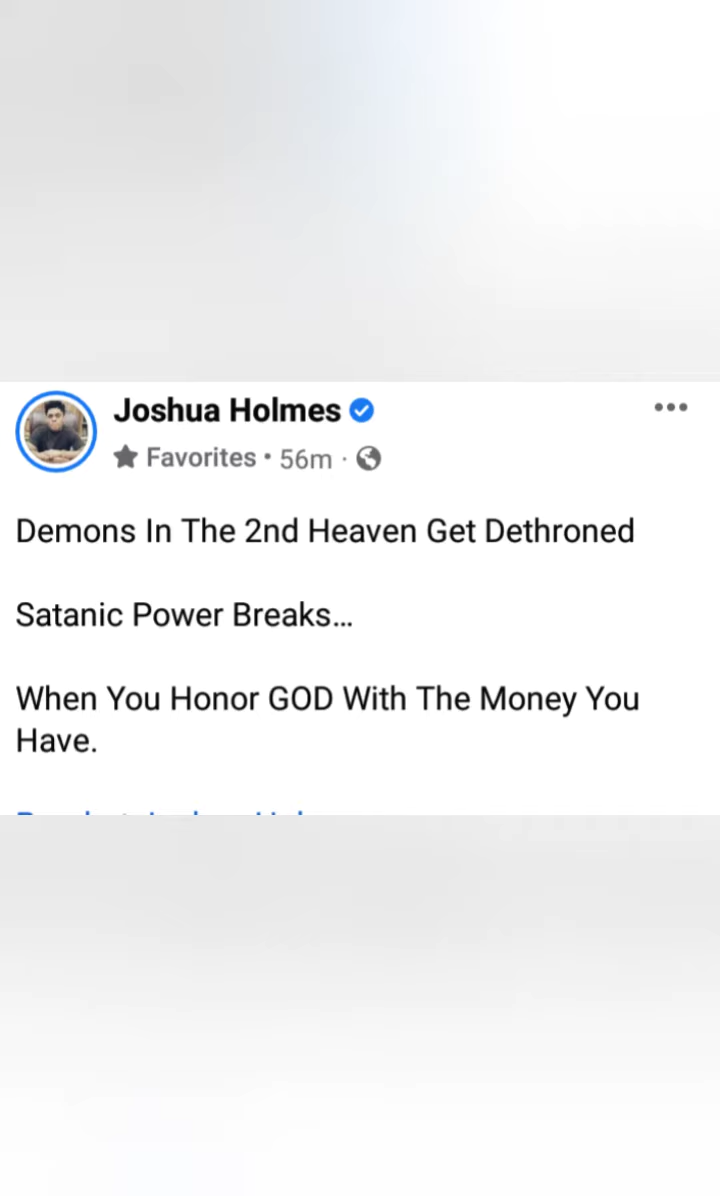 Joshua Holmes
Favorites • 56m ·
Demons In The 2nd Heaven Get Dethroned
Satanic Power Breaks...
When You Honor GOD With The Money You
Have.